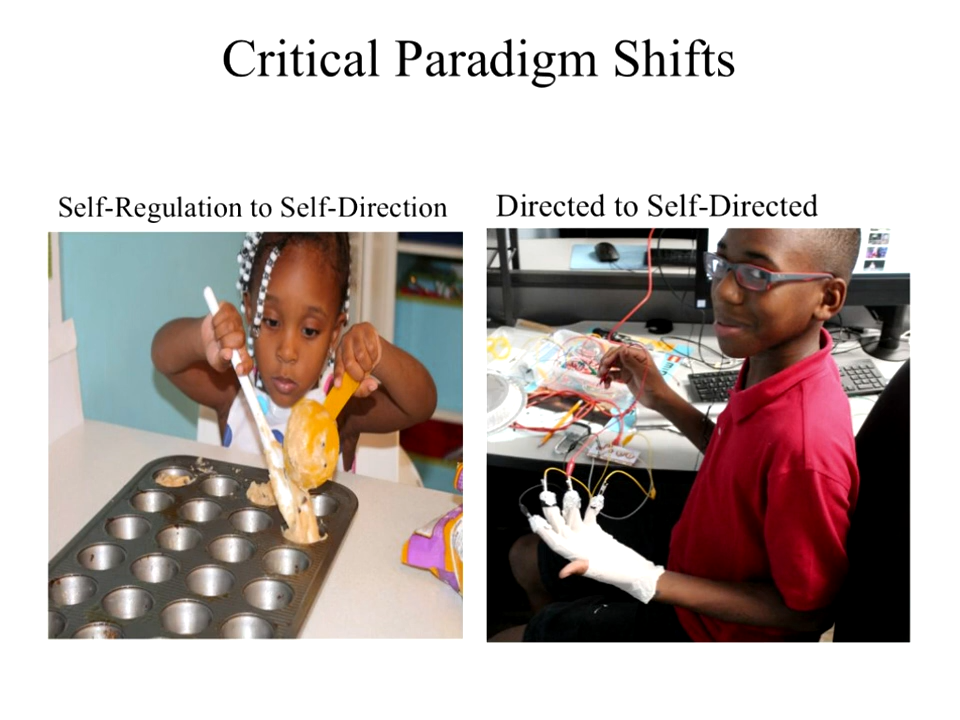 Critical Paradigm Shifts
Self-Regulation to Self-Direction
Directed to Self-Directed